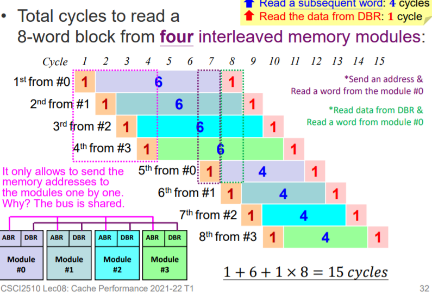 ⬆ Read a subsequent word: 4 cycles
⬆ Read the data from DBR: 1 cycle
• Total cycles to read a
8-word block from four interleaved memory modules:
Cycle 1 2 3 4 5 6 7 8 9 10 11 12 13 14 15
1st from #0 1 6 1
*Send an address &
Read a word from the module #0
2nd from #1 1 6 1
*Read data from DBR &
Read a word from module #0
3rd from #2 1 6 1
4th from #3 1 6 1
It only allows to send the
memory addresses to
the modules one by one.
Why? The bus is shared.
5th from #0 1 4 1
6th from #1 1 4 1
7th from #2 1 4 1
8th from #3 1 4 1
ABR DBR ABR DBR ABR DBR ABR DBR
Module #0 Module #1 Module #2 Module #3
1 + 6 + 1 × 8 = 15 cycles
CSCI2510 Lec08: Cache Performance 2021-22 T1 32